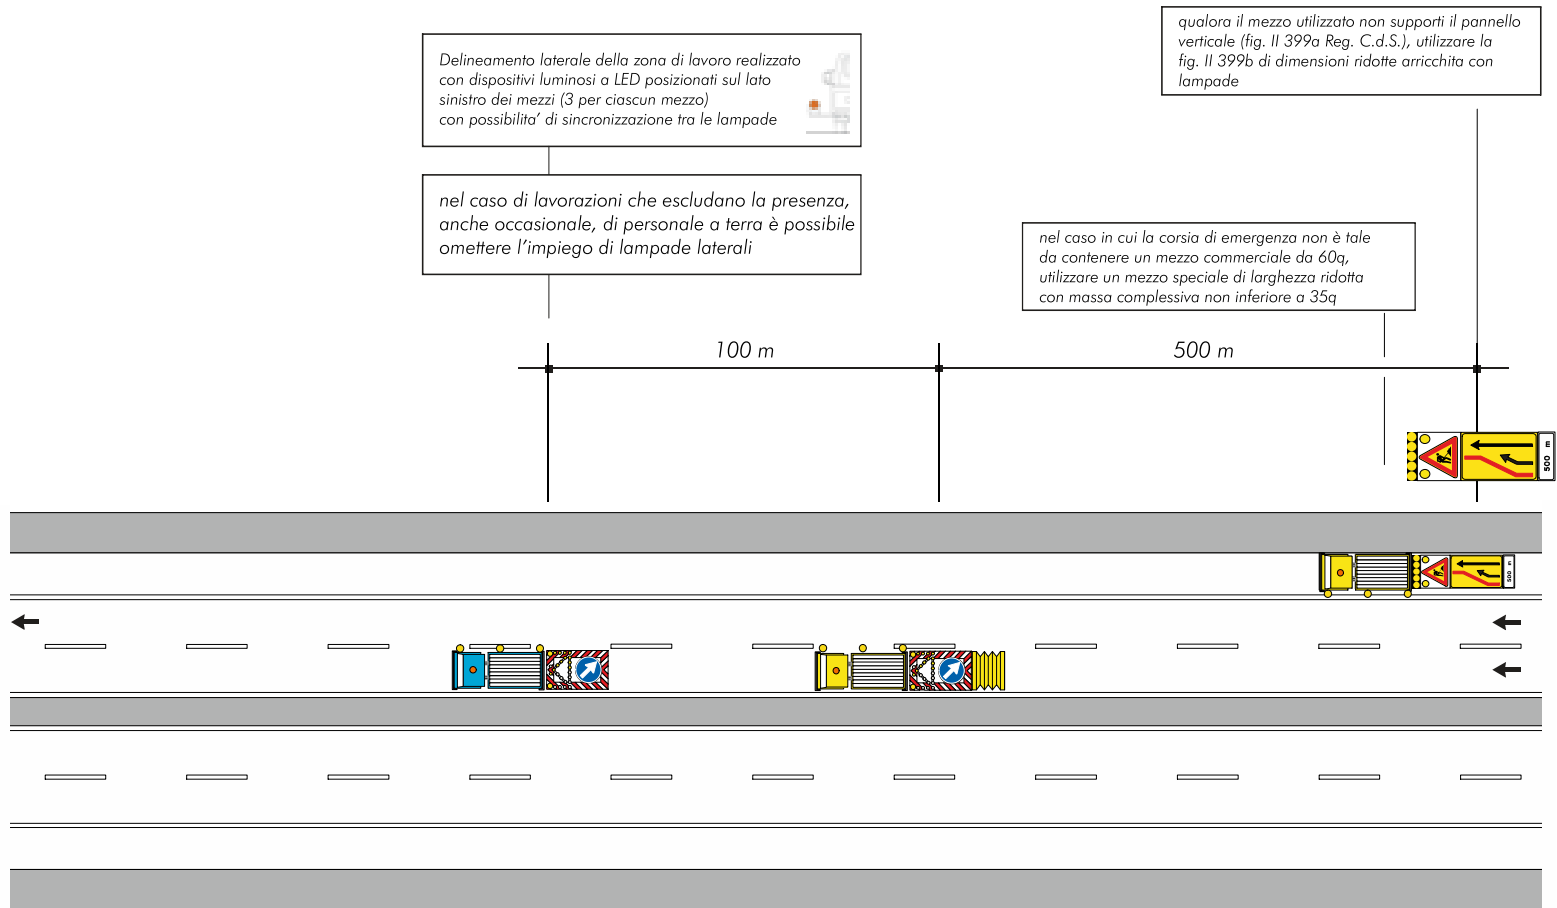 qualora il mezzo utilizzato non supporti il pannello
verticale (fig. II 399a Reg. C.d.S.), utilizzare la
fig. II 399b di dimensioni ridotte arricchita con
lampade
Delineamento laterale della zona di lavoro realizzato
con dispositivi luminosi a LED posizionati sul lato
sinistro dei mezzi (3 per ciascun mezzo)
con possibilita' di sincronizzazione tra le lampade
nel caso di lavorazioni che escludano la presenza,
anche occasionale, di personale a terra è possibile
omettere l'impiego di lampade laterali
nel caso in cui la corsia di emergenza non è tale
da contenere un mezzo commerciale da 60q,
utilizzare un mezzo speciale di larghezza ridotta
con massa complessiva non inferiore a 35q
100 m
500 m
500 m
500 m